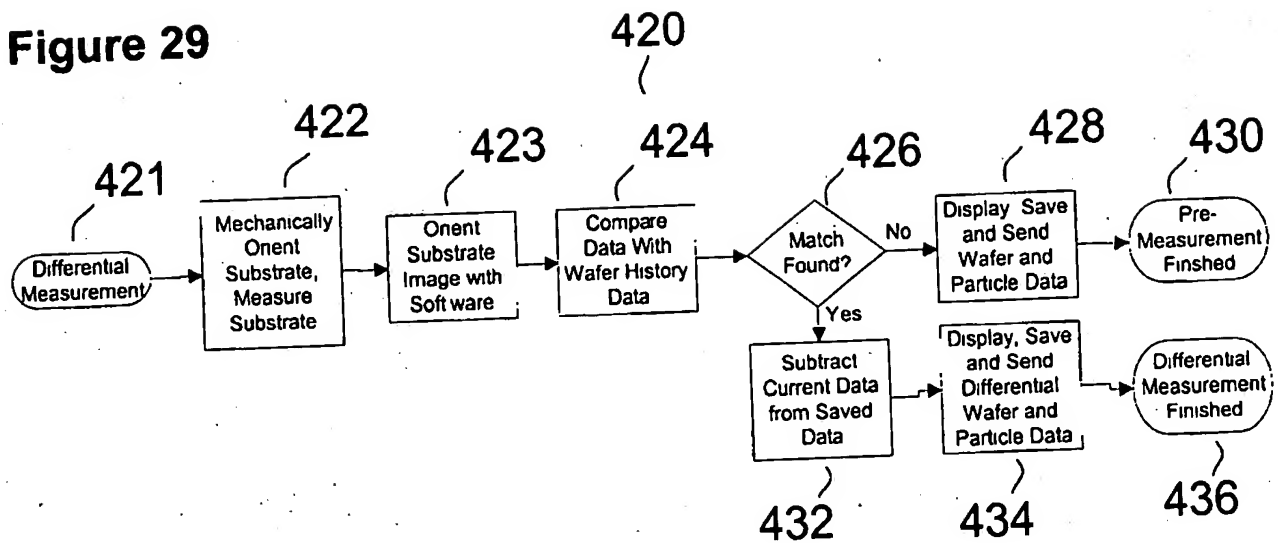 Figure 29
420
421
422
423
424
426
428
430
Differential
Measurement
Mechanically
Onent
Substrate,
Measure
Substrate
Onent
Substrate
Image with
Soft ware
Compare
Data With
Wafer History
Data
Match
Found?
No
Yes
Display Save
and Send
Wafer and
Particle Data
Pre-
Measurement
Finshed
Subtract
Current Data
from Saved
Data
Display, Save
and Send
Differential
Wafer and
Particle Data
Differential
Measurement
Finished
432
434
436